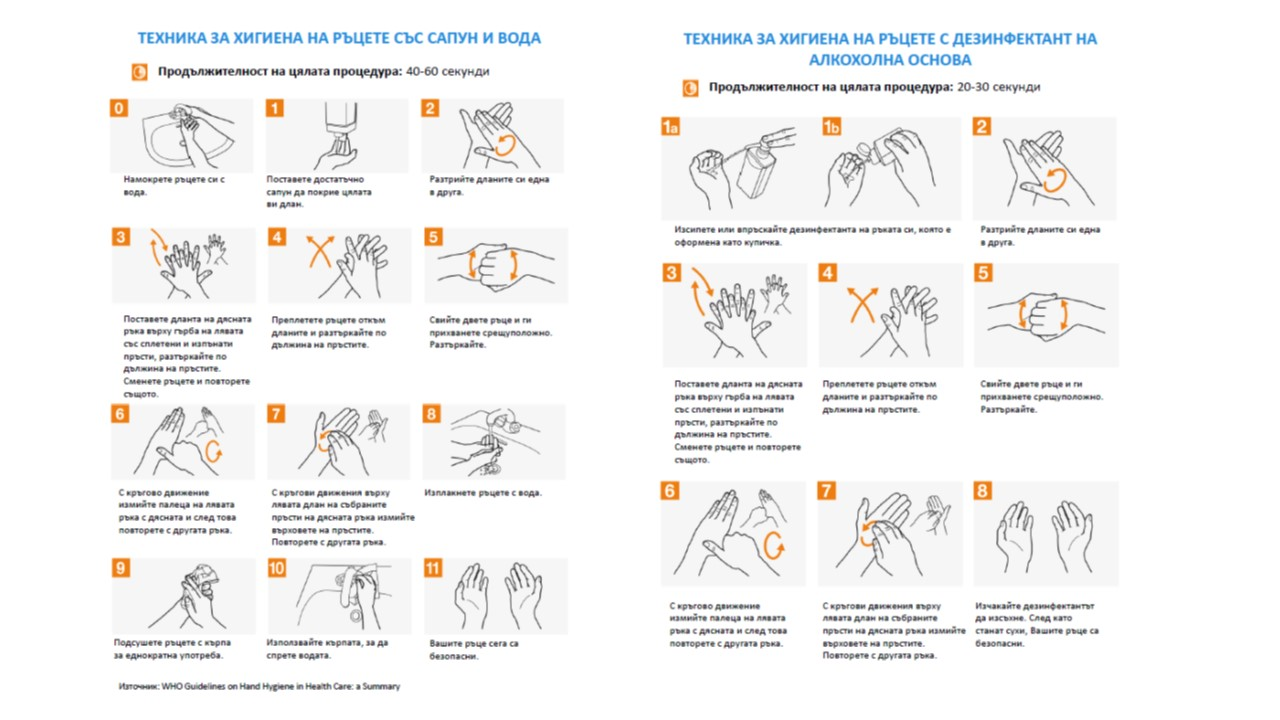 ТЕХНИКА ЗА ХИГИЕНА НА РЪЦЕТЕ СЪС САПУН И ВОДА
Продължителност на цялата процедура: 40-60 секунди
0
1
2
Намокрете ръцете си с
вода.
Поставете достатъчно
сапун да покрие цялата
ви длан.
Разтрийте дланите си една
в друга.
3
4
5
Поставете дланта на дясната
ръка върху гърба на лявата
със сплетени и изпънати
пръсти, разтъркайте по
дължина на пръстите.
Сменете ръцете и повторете
същото.
Преплетете ръцете откъм
дланите и разтъркайте по
дължина на пръстите.
Свийте двете ръце и ги
прихванете срещуположно.
Разтъркайте.
6
7
8
С кръгово движение
измийте палеца на лявата
ръка с дясната и след това
повторете с другата ръка.
С кръгови движения върху
лявата длан на събраните
пръсти на дясната ръка измийте
върховете на пръстите.
Повторете с другата ръка.
Изплакнете ръцете с вода.
9
10
11
Подсушете ръцете с кърпа
за еднократна употреба.
Използвайте кърпата, за да
спрете водата.
Вашите ръце сега са
безопасни.
Източник: WHO Guidelines on Hand Hygiene in Health Care: a Summary
ТЕХНИКА ЗА ХИГИЕНА НА РЪЦЕТЕ С ДЕЗИНФЕКТАНТ НА
АЛКОХОЛНА ОСНОВА
Продължителност на цялата процедура: 20-30 секунди
1a
1b
2
Изсипете или впръскайте дезинфектанта на ръката си, която е
оформена като купичка.
Разтрийте дланите си една
в друга.
3
4
5
Поставете дланта на дясната
ръка върху гърба на лявата
със сплетени и изпънати
пръсти, разтъркайте по
дължина на пръстите.
Сменете ръцете и повторете
същото.
Преплетете ръцете откъм
дланите и разтъркайте по
дължина на пръстите.
Свийте двете ръце и ги
прихванете срещуположно.
Разтъркайте.
6
7
8
С кръгово движение
измийте палеца на лявата
ръка с дясната и след това
повторете с другата ръка.
С кръгови движения върху
лявата длан на събраните
пръсти на дясната ръка измийте
върховете на пръстите.
Повторете с другата ръка.
Изчакайте дезинфектантът
да изсъхне. След като
станат сухи, Вашите ръце са
безопасни.